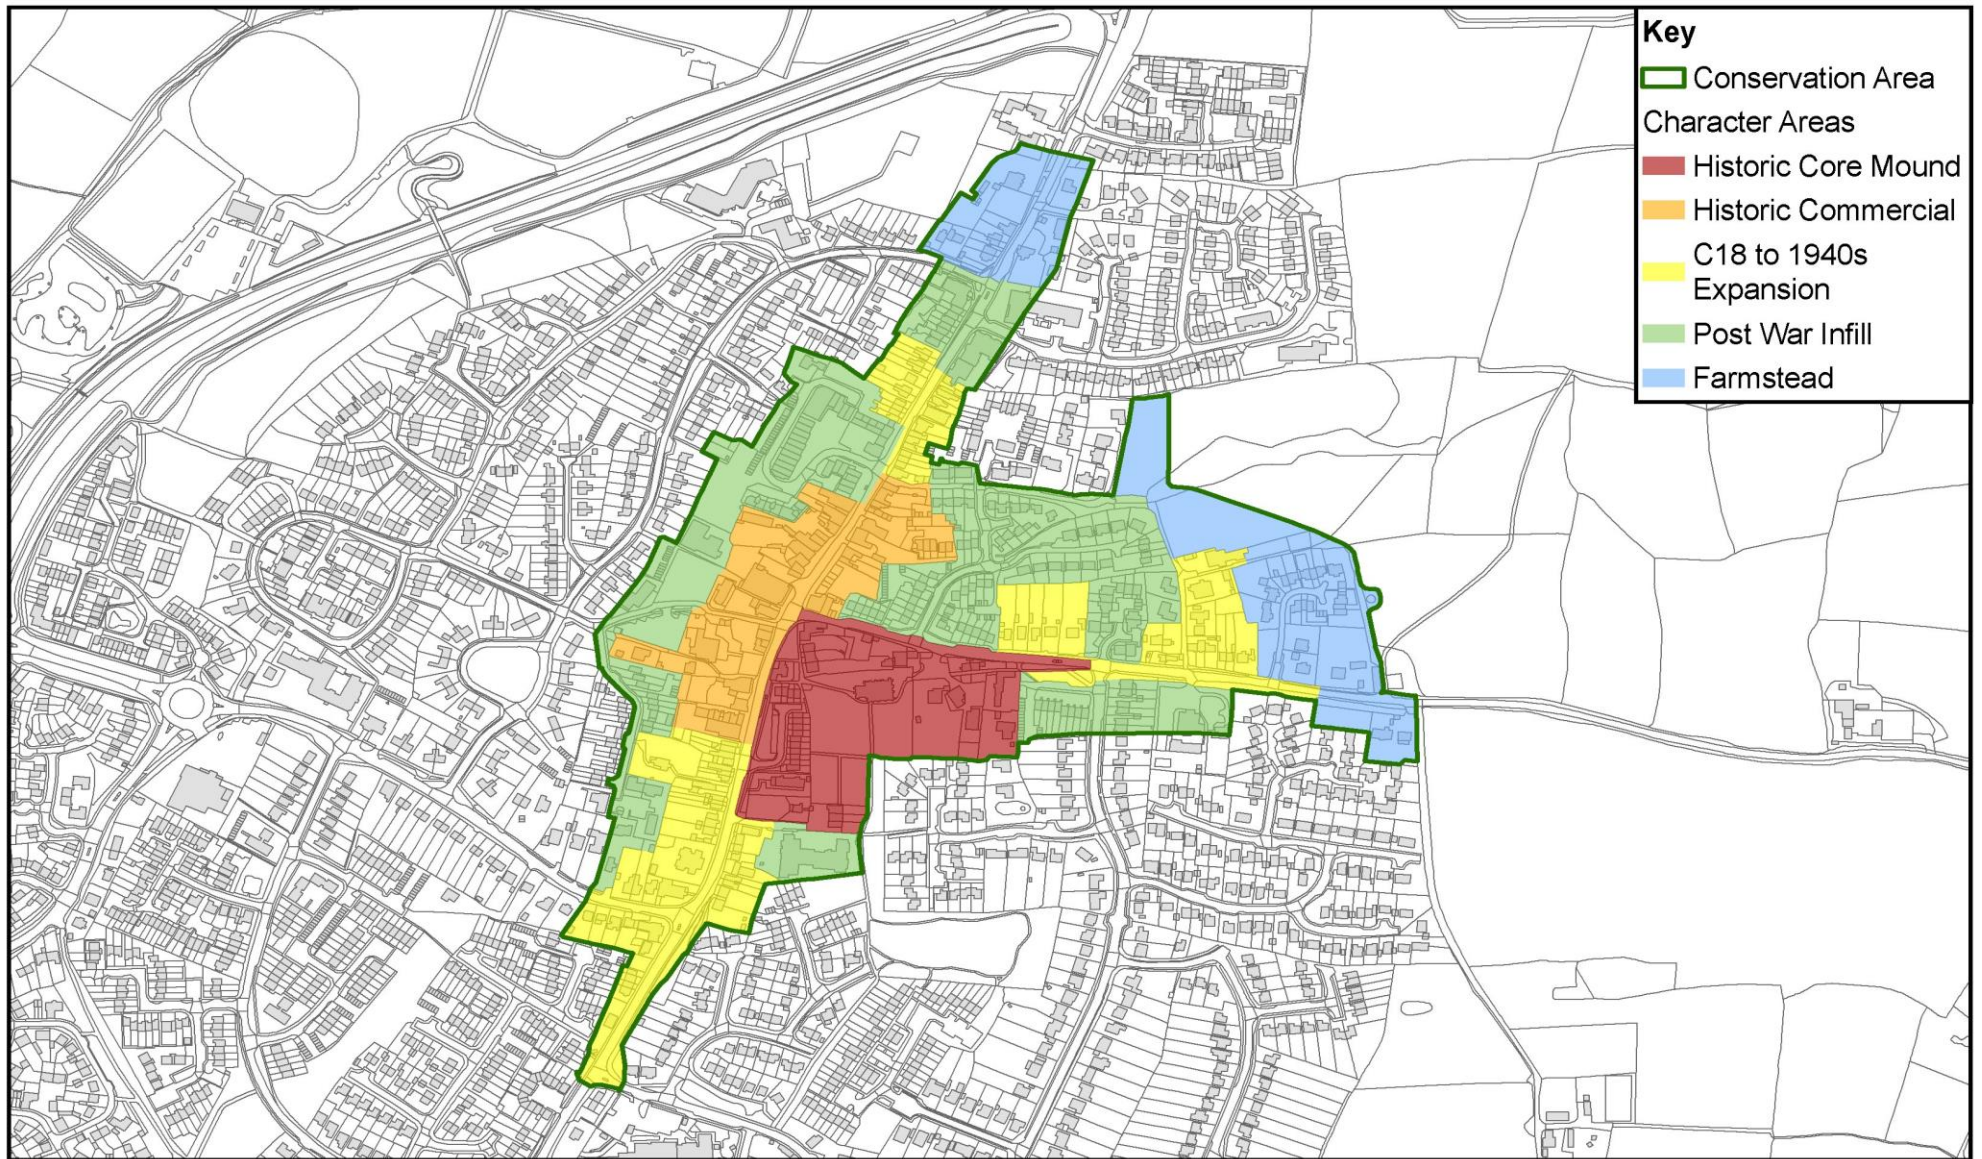 Key
Conservation Area
Character Areas
Historic Core Mound
Historic Commercial
C18 to 1940s
Expansion
Post War Infill
Farmstead